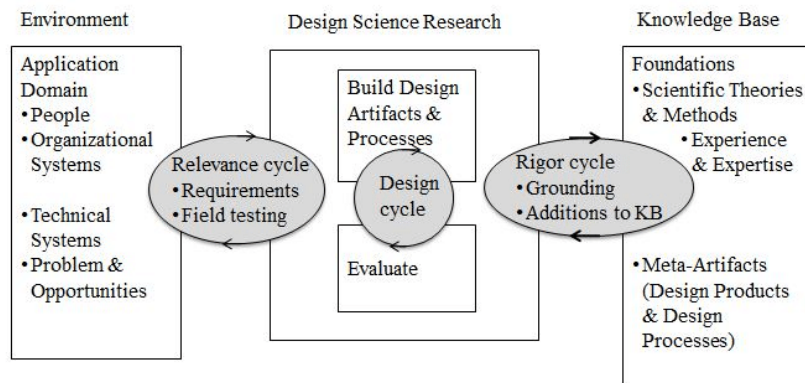 Environment
Design Science Research
Knowledge Base
Application
Domain
•People
•Organizational
Systems
•Technical
Systems
•Problem &
Opportunities
Relevance cycle
•Requirements
•Field testing
Build Design
Artifacts &
Processes
Design
cycle
Evaluate
Rigor cycle
•Grounding
•Additions to KB
Foundations
•Scientific Theories
& Methods
•Experience
& Expertise
•Meta-Artifacts
(Design Products
& Design
Processes)